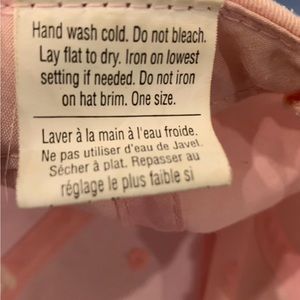 Hand wash cold. Do not bleach.
Lay flat to dry. Iron on lowest
setting if needed. Do not iron
on hat brim. One size.
Laver à la main à l'eau froide.
Ne pas utiliser d'eau de Javel.
Sécher à plat. Repasser au
réglage le plus faible si